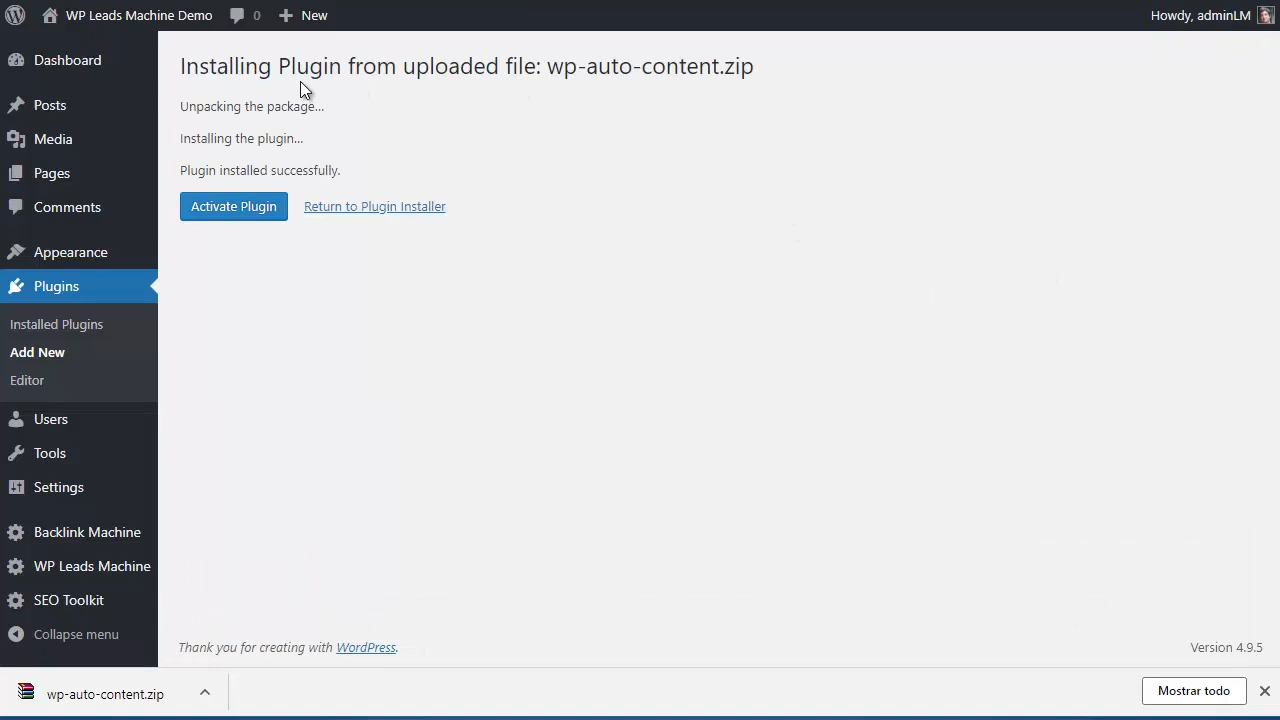 WP Leads Machine Demo 0 New Howdy, adminLM
Dashboard
Posts
Media
Pages
Comments
Appearance
Plugins
Installed Plugins
Add New
Editor
Users
Tools
Settings
Backlink Machine
WP Leads Machine
SEO Toolkit
Collapse menu
Installing Plugin from uploaded file: wp-auto-content.zip
Unpacking the package...
Installing the plugin...
Plugin installed successfully.
Activate Plugin Return to Plugin Installer
Thank you for creating with WordPress. Version 4.9.5
wp-auto-content.zip Mostrar todo